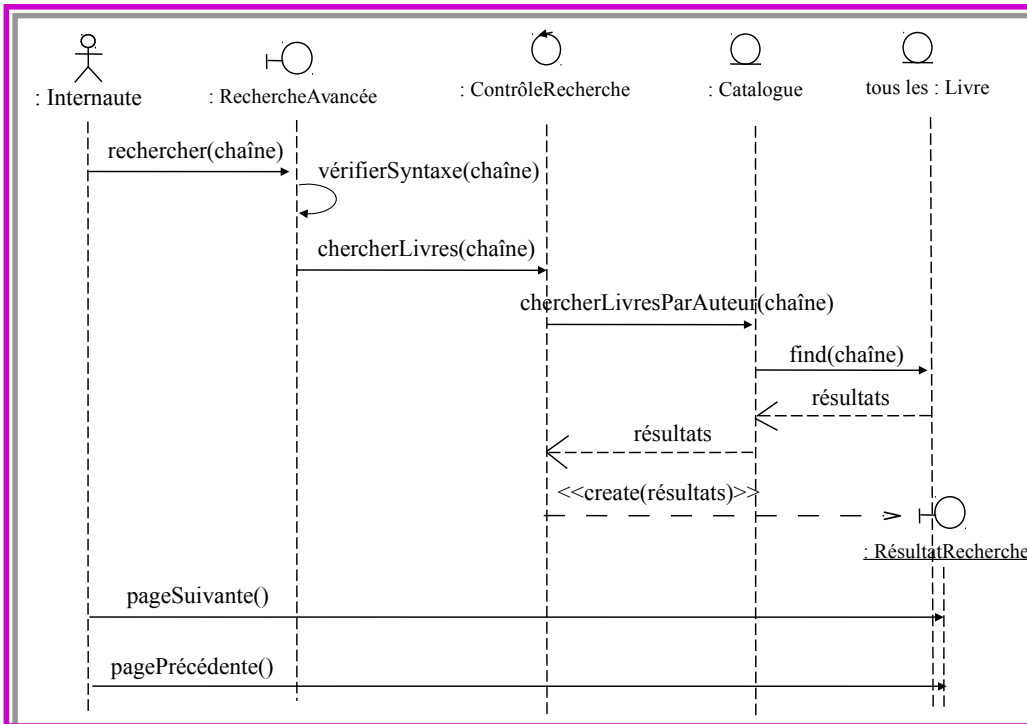 : Internaute
: RechercheAvancée
: ContrôleRecherche
: Catalogue
tous les : Livre
rechercher(chaîne)
vérifierSyntaxe(chaîne)
chercherLivres(chaîne)
chercherLivresParAuteur(chaîne)
find(chaîne)
résultats
résultats
<<create(résultats)>>
: RésultatRecherche
pageSuivante()
pagePrécédente()